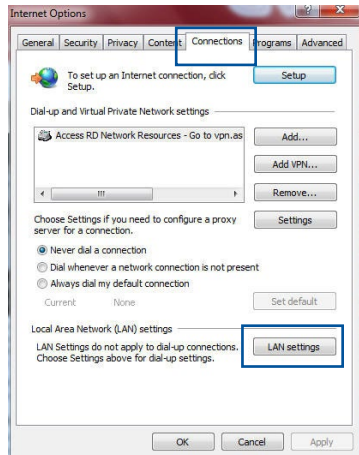 Internet Options
General Security Privacy Content Connections Programs Advanced
To set up an Internet connection, click
Setup.
Setup
Dial-up and Virtual Private Network settings
Access RD Network Resources - Go to vpn.as
Add...
Add VPN...
Remove...
Choose Settings if you need to configure a proxy
server for a connection.
Settings
Never dial a connection
Dial whenever a network connection is not present
Always dial my default connection
Current None
Set default
Local Area Network (LAN) settings
LAN Settings do not apply to dial-up connections.
Choose Settings above for dial-up settings.
LAN settings
OK Cancel Apply